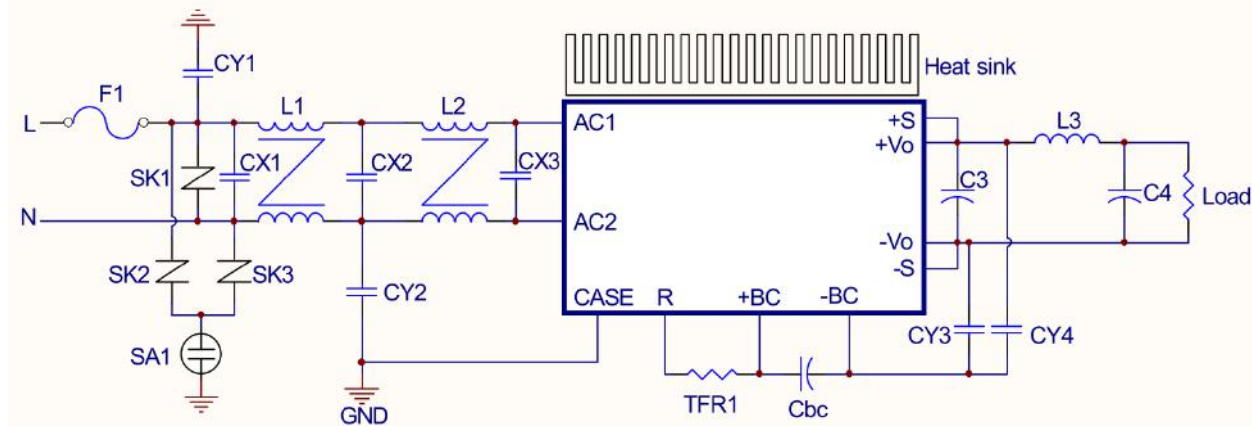 CY1
Heat sink
F1
L1
L2
L
AC1
+S
+Vo
L3
SK1
CX1
CX2
CX3
C3
C4
Load
N
AC2
-Vo
SK2
SK3
-S
CY2
CASE
R
+BC
-BC
CY3
CY4
SA1
TFR1
Cbc
GND